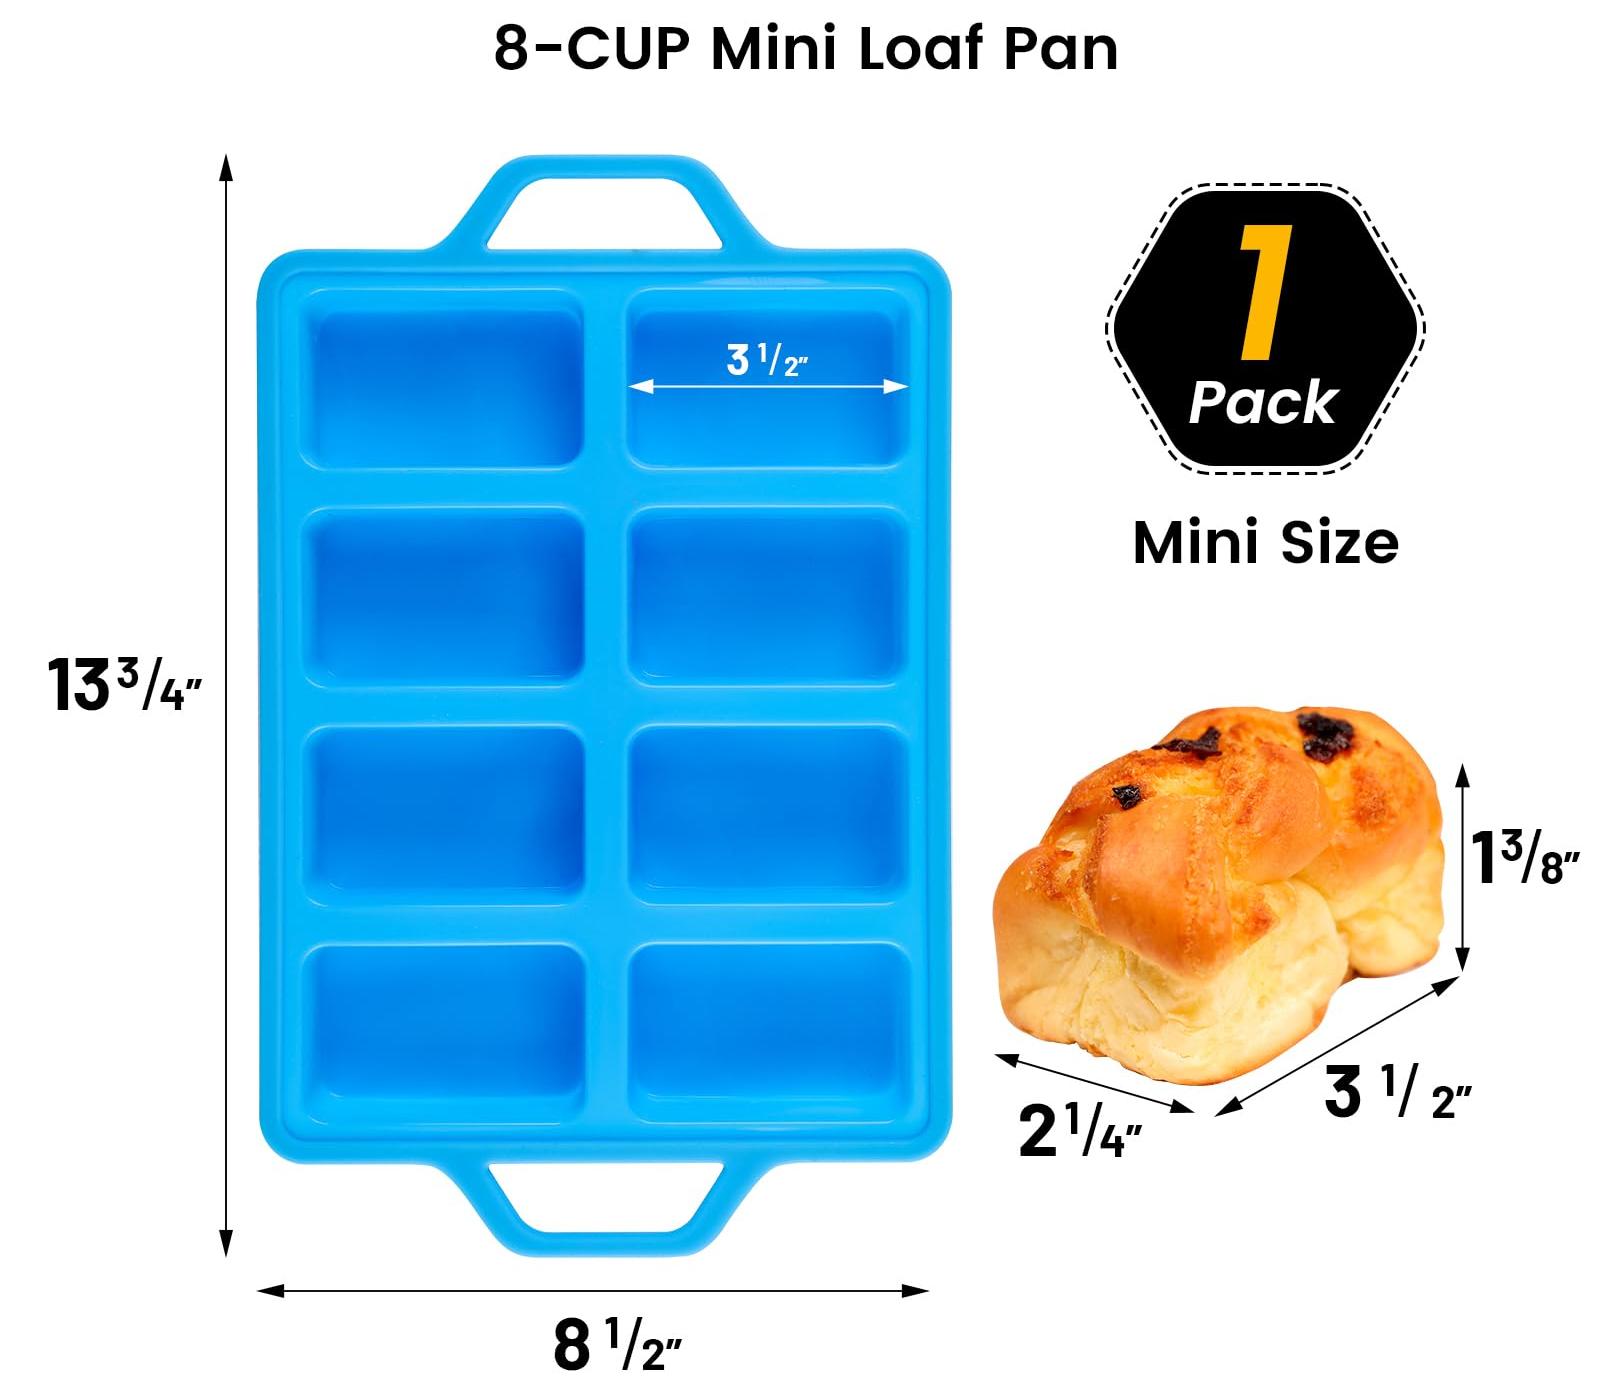 8-CUP Mini Loaf Pan
1
Pack
Mini Size
3 1/2"
13 3/4"
1 3/8"
2 1/4"
3 1/2"
8 1/2"